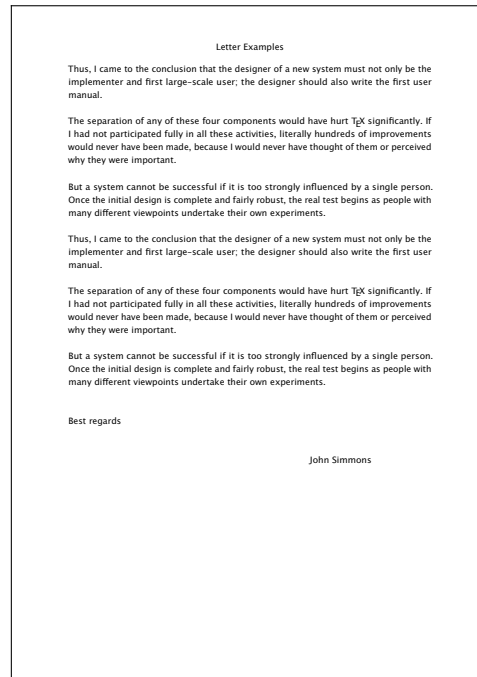 Letter Examples
Thus, I came to the conclusion that the designer of a new system must not only be the
implementer and first large-scale user; the designer should also write the first user
manual.
The separation of any of these four components would have hurt TEX significantly. If
I had not participated fully in all these activities, literally hundreds of improvements
would never have been made, because I would never have thought of them or perceived
why they were important.
But a system cannot be successful if it is too strongly influenced by a single person.
Once the initial design is complete and fairly robust, the real test begins as people with
many different viewpoints undertake their own experiments.
Thus, I came to the conclusion that the designer of a new system must not only be the
implementer and first large-scale user; the designer should also write the first user
manual.
The separation of any of these four components would have hurt TEX significantly. If
I had not participated fully in all these activities, literally hundreds of improvements
would never have been made, because I would never have thought of them or perceived
why they were important.
But a system cannot be successful if it is too strongly influenced by a single person.
Once the initial design is complete and fairly robust, the real test begins as people with
many different viewpoints undertake their own experiments.
Best regards
John Simmons